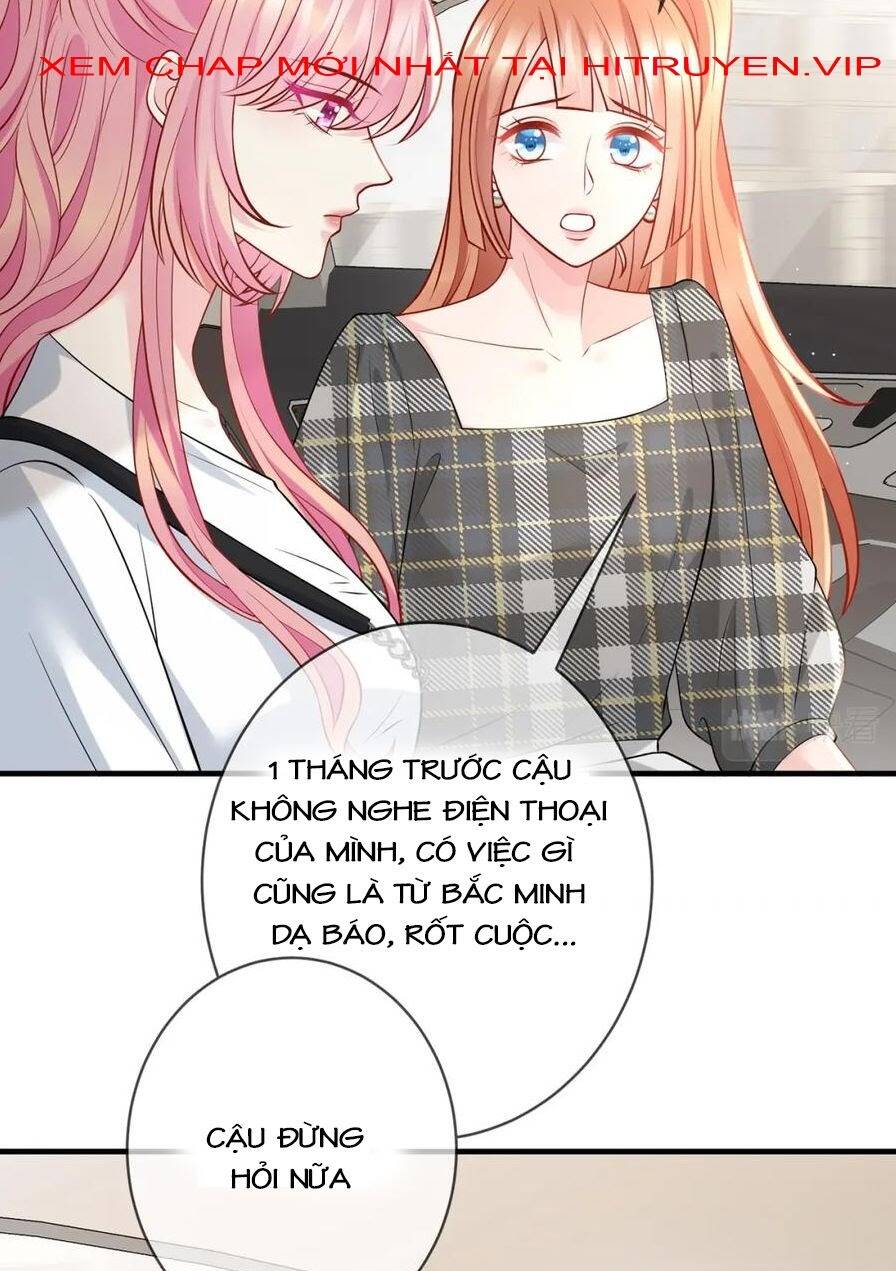 XEM CHAP MỚI NHẤT TẠI HITRUYEN.VIP
1 THÁNG TRƯỚC CẬU
KHÔNG NGHE ĐIỆN THOẠI
CỦA MÌNH, CÓ VIỆC GÌ
CŨNG LÀ TỪ BẮC MINH
DẠ BÁO, RỐT CUỘC...
CẬU ĐỪNG
HỎI NỮA